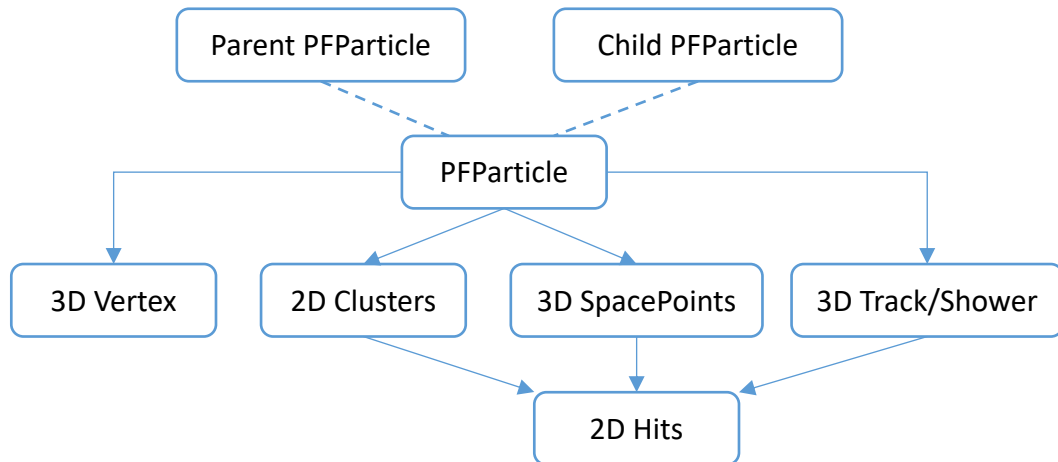 Parent PFParticle
Child PFParticle
PFParticle
3D Vertex
2D Clusters
3D SpacePoints
3D Track/Shower
2D Hits